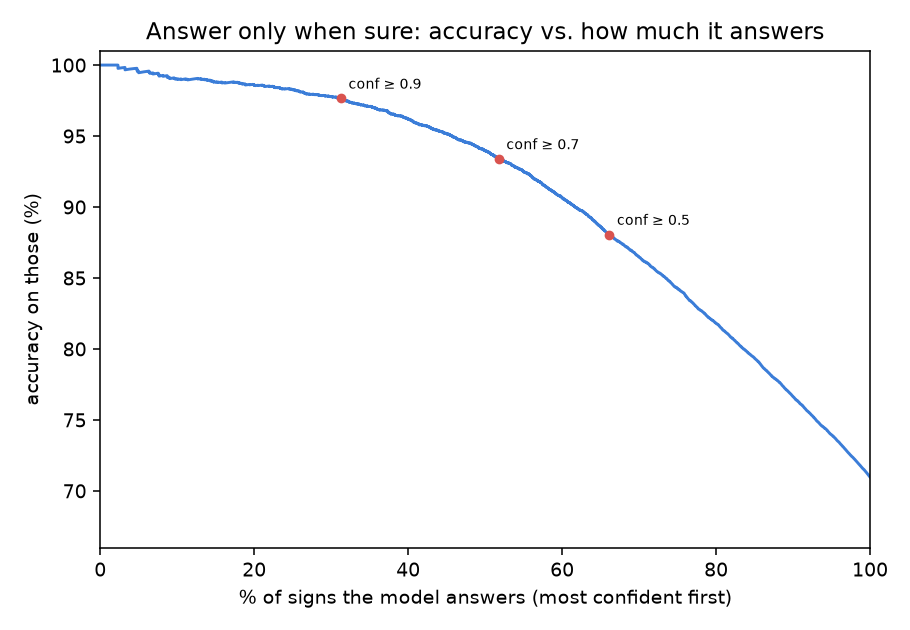 Answer only when sure: accuracy vs. how much it answers
accuracy on those (%)
100
95
90
85
80
75
70
conf ≥ 0.9
conf ≥ 0.7
conf ≥ 0.5
0 20 40 60 80 100
% of signs the model answers (most confident first)